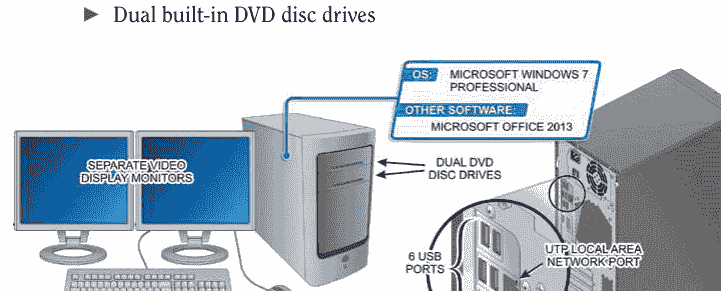 ► Dual built-in DVD disc drives
OS: MICROSOFT WINDOWS 7
PROFESSIONAL
OTHER SOFTWARE:
MICROSOFT OFFICE 2013
SEPARATE VIDEO
DISPLAY MONITORS
DUAL DVD
DISC DRIVES
6 USB
PORTS
UTP LOCAL AREA
NETWORK PORT